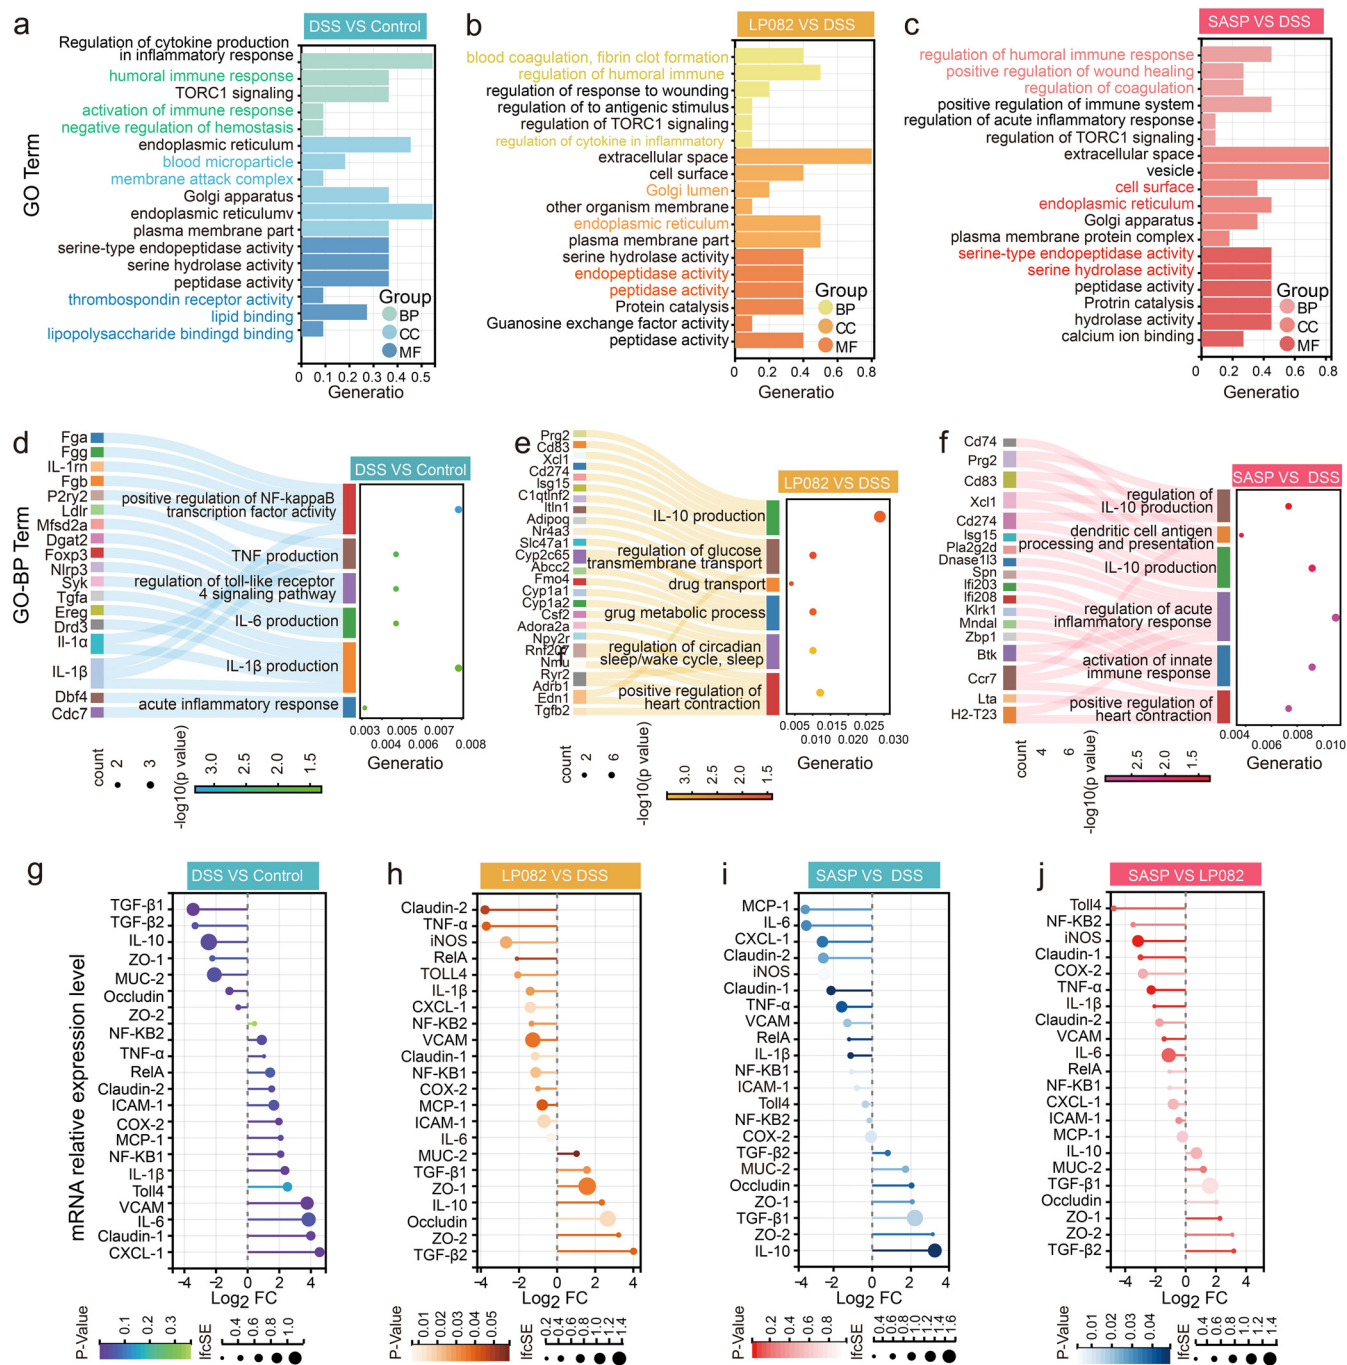 a
DSS VS Control
Regulation of cytokine production
in inflammatory response
humoral immune response
TORC1 signaling
activation of immune response
negative regulation of hemostasis
endoplasmic reticulum
blood microparticle
membrane attack complex
Golgi apparatus
endoplasmic reticulumv
plasma membrane part
serine-type endopeptidase activity
serine hydrolase activity
peptidase activity
thrombospondin receptor activity
lipid binding
lipopolysaccharide bindingd binding
GO Term
Group
BP
CC
MF
0 0.1 0.2 0.3 0.4 0.5
Generatio
b
LP082 VS DSS
blood coagulation, fibrin clot formation
regulation of humoral immune
regulation of response to wounding
regulation of to antigenic stimulus
regulation of TORC1 signaling
regulation of cytokine in inflammatory
extracellular space
cell surface
Golgi lumen
other organism membrane
endoplasmic reticulum
plasma membrane part
serine hydrolase activity
endopeptidase activity
peptidase activity
Protein catalysis
Guanosine exchange factor activity
peptidase activity
Group
BP
CC
MF
0 0.2 0.4 0.6 0.8
Generatio
c
SASP VS DSS
regulation of humoral immune response
positive regulation of wound healing
regulation of coagulation
positive regulation of immune system
regulation of acute inflammatory response
regulation of TORC1 signaling
extracellular space
vesicle
cell surface
endoplasmic reticulum
Golgi apparatus
plasma membrane protein complex
serine-type endopeptidase activity
serine hydrolase activity
peptidase activity
Protrin catalysis
hydrolase activity
calcium ion binding
Group
BP
CC
MF
0 0.2 0.4 0.6 0.8
Generatio
d
GO-BP Term
Fga
Fgg
IL-1rn
Fgb
P2ry2
Ldlr
Mfsd2a
Dgat2
Foxp3
Nlrp3
Syk
Tgfa
Ereg
Drd3
Il-1α
IL-1β
Dbf4
Cdc7
DSS VS Control
positive regulation of NF-kappaB
transcription factor activity
TNF production
regulation of toll-like receptor
4 signaling pathway
IL-6 production
IL-1β production
acute inflammatory response
0.003 0.005 0.007
0.004 0.006 0.008
Generatio
count
2
3
-log10(p value)
3.0
2.5
2.0
1.5
e
Prg2
Cd83
Xcl1
Cd274
Isg15
C1qtinf2
Itln1
Adipoq
Nr4a3
Slc47a1
Cyp2c65
Abcc2
Fmo4
Cyp1a1
Cyp1a2
Csf2
Adora2a
Npy2r
Rnf207
f
Nmu
Ryr2
Adrb1
Edn1
Tgfb2
LP082 VS DSS
IL-10 production
regulation of glucose
transmembrane transport
drug transport
grug metabolic process
regulation of circadian
sleep/wake cycle, sleep
positive regulation of
heart contraction
0.005 0.015 0.025
0.010 0.020 0.030
Generatio
count
2
6
-log10(p value)
3.0
2.5
2.0
1.5
f
Cd74
Prg2
Cd83
Xcl1
Cd274
Isg15
Pla2g2d
Dnase1l3
Spn
Ifi203
Ifi208
Klrk1
Mndal
Zbp1
Btk
Ccr7
Lta
H2-T23
SASP VS DSS
regulation of
IL-10 production
dendritic cell antigen
processing and presentation
IL-10 production
regulation of acute
inflammatory response
activation of innate
immune response
positive regulation of
heart contraction
0.004 0.008
0.006 0.010
Generatio
count
4
6
-log10(p value)
2.5
2.0
1.5
g
mRNA relative expression level
DSS VS Control
TGF-β1
TGF-β2
IL-10
ZO-1
MUC-2
Occludin
ZO-2
NF-KB2
TNF-α
RelA
Claudin-2
ICAM-1
COX-2
MCP-1
NF-KB1
IL-1β
Toll4
VCAM
IL-6
Claudin-1
CXCL-1
−4 −2 0 2 4
Log2 FC
P-Value
0.1
0.2
0.3
lfcSE
0.4
0.6
0.8
1.0
h
LP082 VS DSS
Claudin-2
TNF-α
iNOS
RelA
TOLL4
IL-1β
CXCL-1
NF-KB2
VCAM
Claudin-1
NF-KB1
COX-2
MCP-1
ICAM-1
IL-6
MUC-2
TGF-β1
ZO-1
IL-10
Occludin
ZO-2
TGF-β2
−4 −2 0 2 4
Log2 FC
P-Value
0.01
0.02
0.03
0.04
0.05
lfcSE
0.2
0.4
0.6
0.8
1.0
1.2
1.4
i
SASP VS DSS
MCP-1
IL-6
CXCL-1
Claudin-2
iNOS
Claudin-1
TNF-α
VCAM
RelA
IL-1β
NF-KB1
ICAM-1
Toll4
NF-KB2
COX-2
TGF-β2
MUC-2
Occludin
ZO-1
TGF-β1
ZO-2
IL-10
−4 −2 0 2 4
Log2 FC
P-Value
0.2
0.4
0.6
0.8
lfcSE
0.4
0.6
0.8
1.0
1.2
1.4
1.6
j
SASP VS LP082
Toll4
NF-KB2
iNOS
Claudin-1
COX-2
TNF-α
IL-1β
Claudin-2
VCAM
IL-6
RelA
NF-KB1
CXCL-1
ICAM-1
MCP-1
IL-10
MUC-2
TGF-β1
Occludin
ZO-1
ZO-2
TGF-β2
−4 −2 0 2 4
Log2 FC
P-Value
0.01
0.02
0.03
0.04
lfcSE
0.4
0.6
0.8
1.0
1.2
1.4